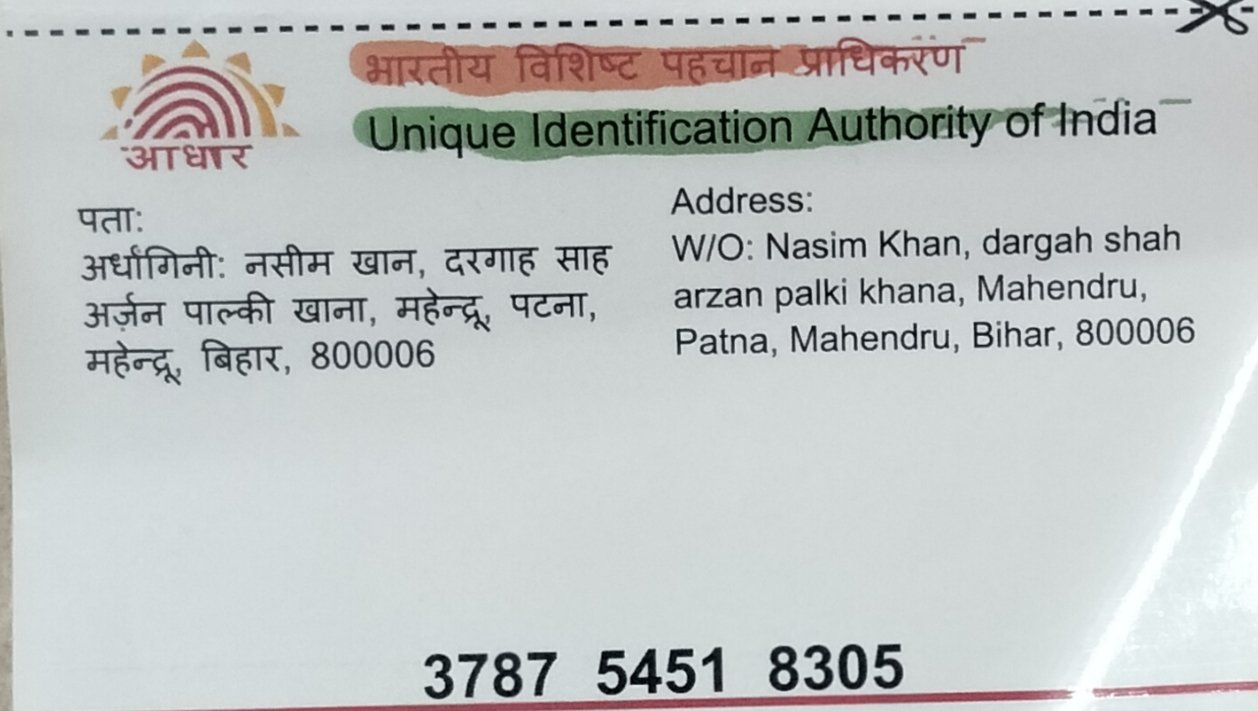 भारतीय विशिष्ट पहचान प्राधिकरण
Unique Identification Authority of India
आधार
पता:
अर्धांगिनी: नसीम खान, दरगाह साह
अर्ज़न पाल्की खाना, महेन्द्रू, पटना,
महेन्द्रू, बिहार, 800006
Address:
W/O: Nasim Khan, dargah shah
arzan palki khana, Mahendru,
Patna, Mahendru, Bihar, 800006
3787 5451 8305